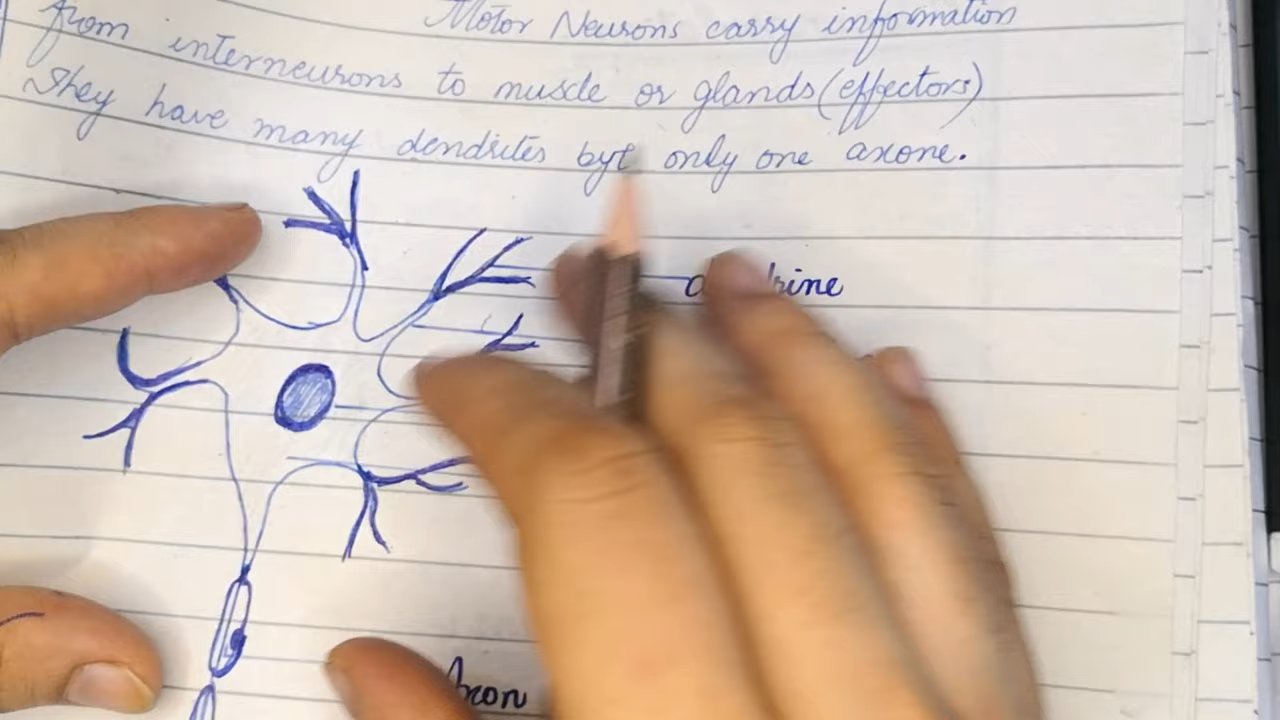 Motor Neurons carry information
from interneurons to muscle or glands (effectors)
They have many dendrites byt only one axone.
Axon